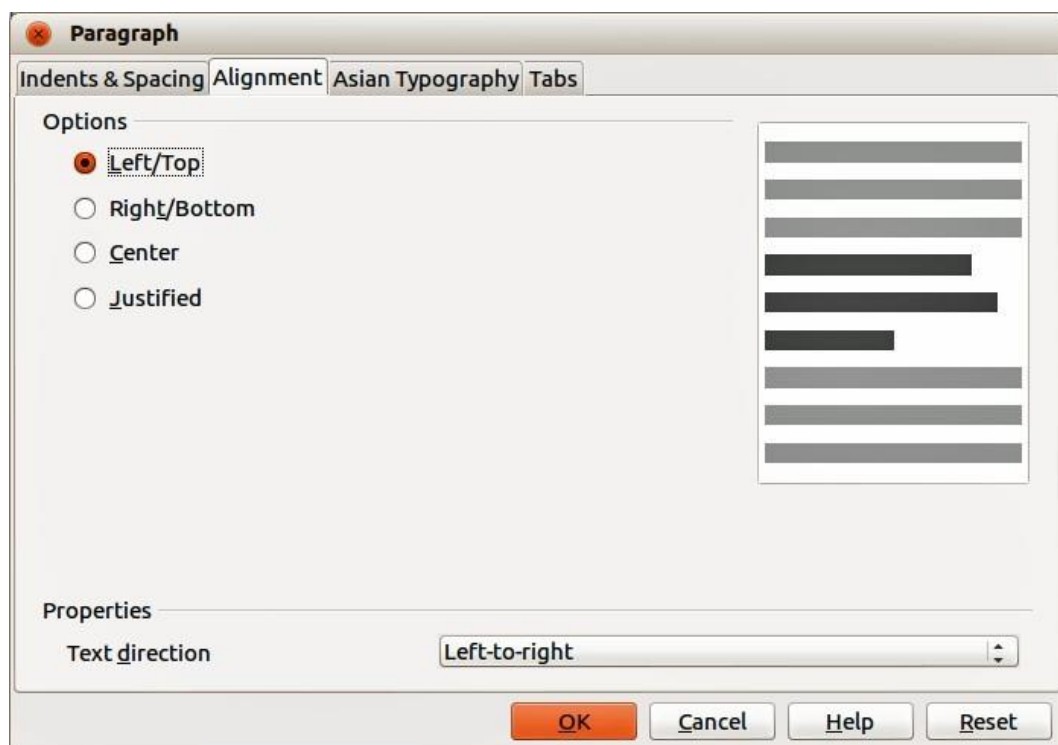 Paragraph
Indents & Spacing Alignment Asian Typography Tabs
Options
Left/Top
Right/Bottom
Center
Justified
Properties
Text direction Left-to-right
OK Cancel Help Reset